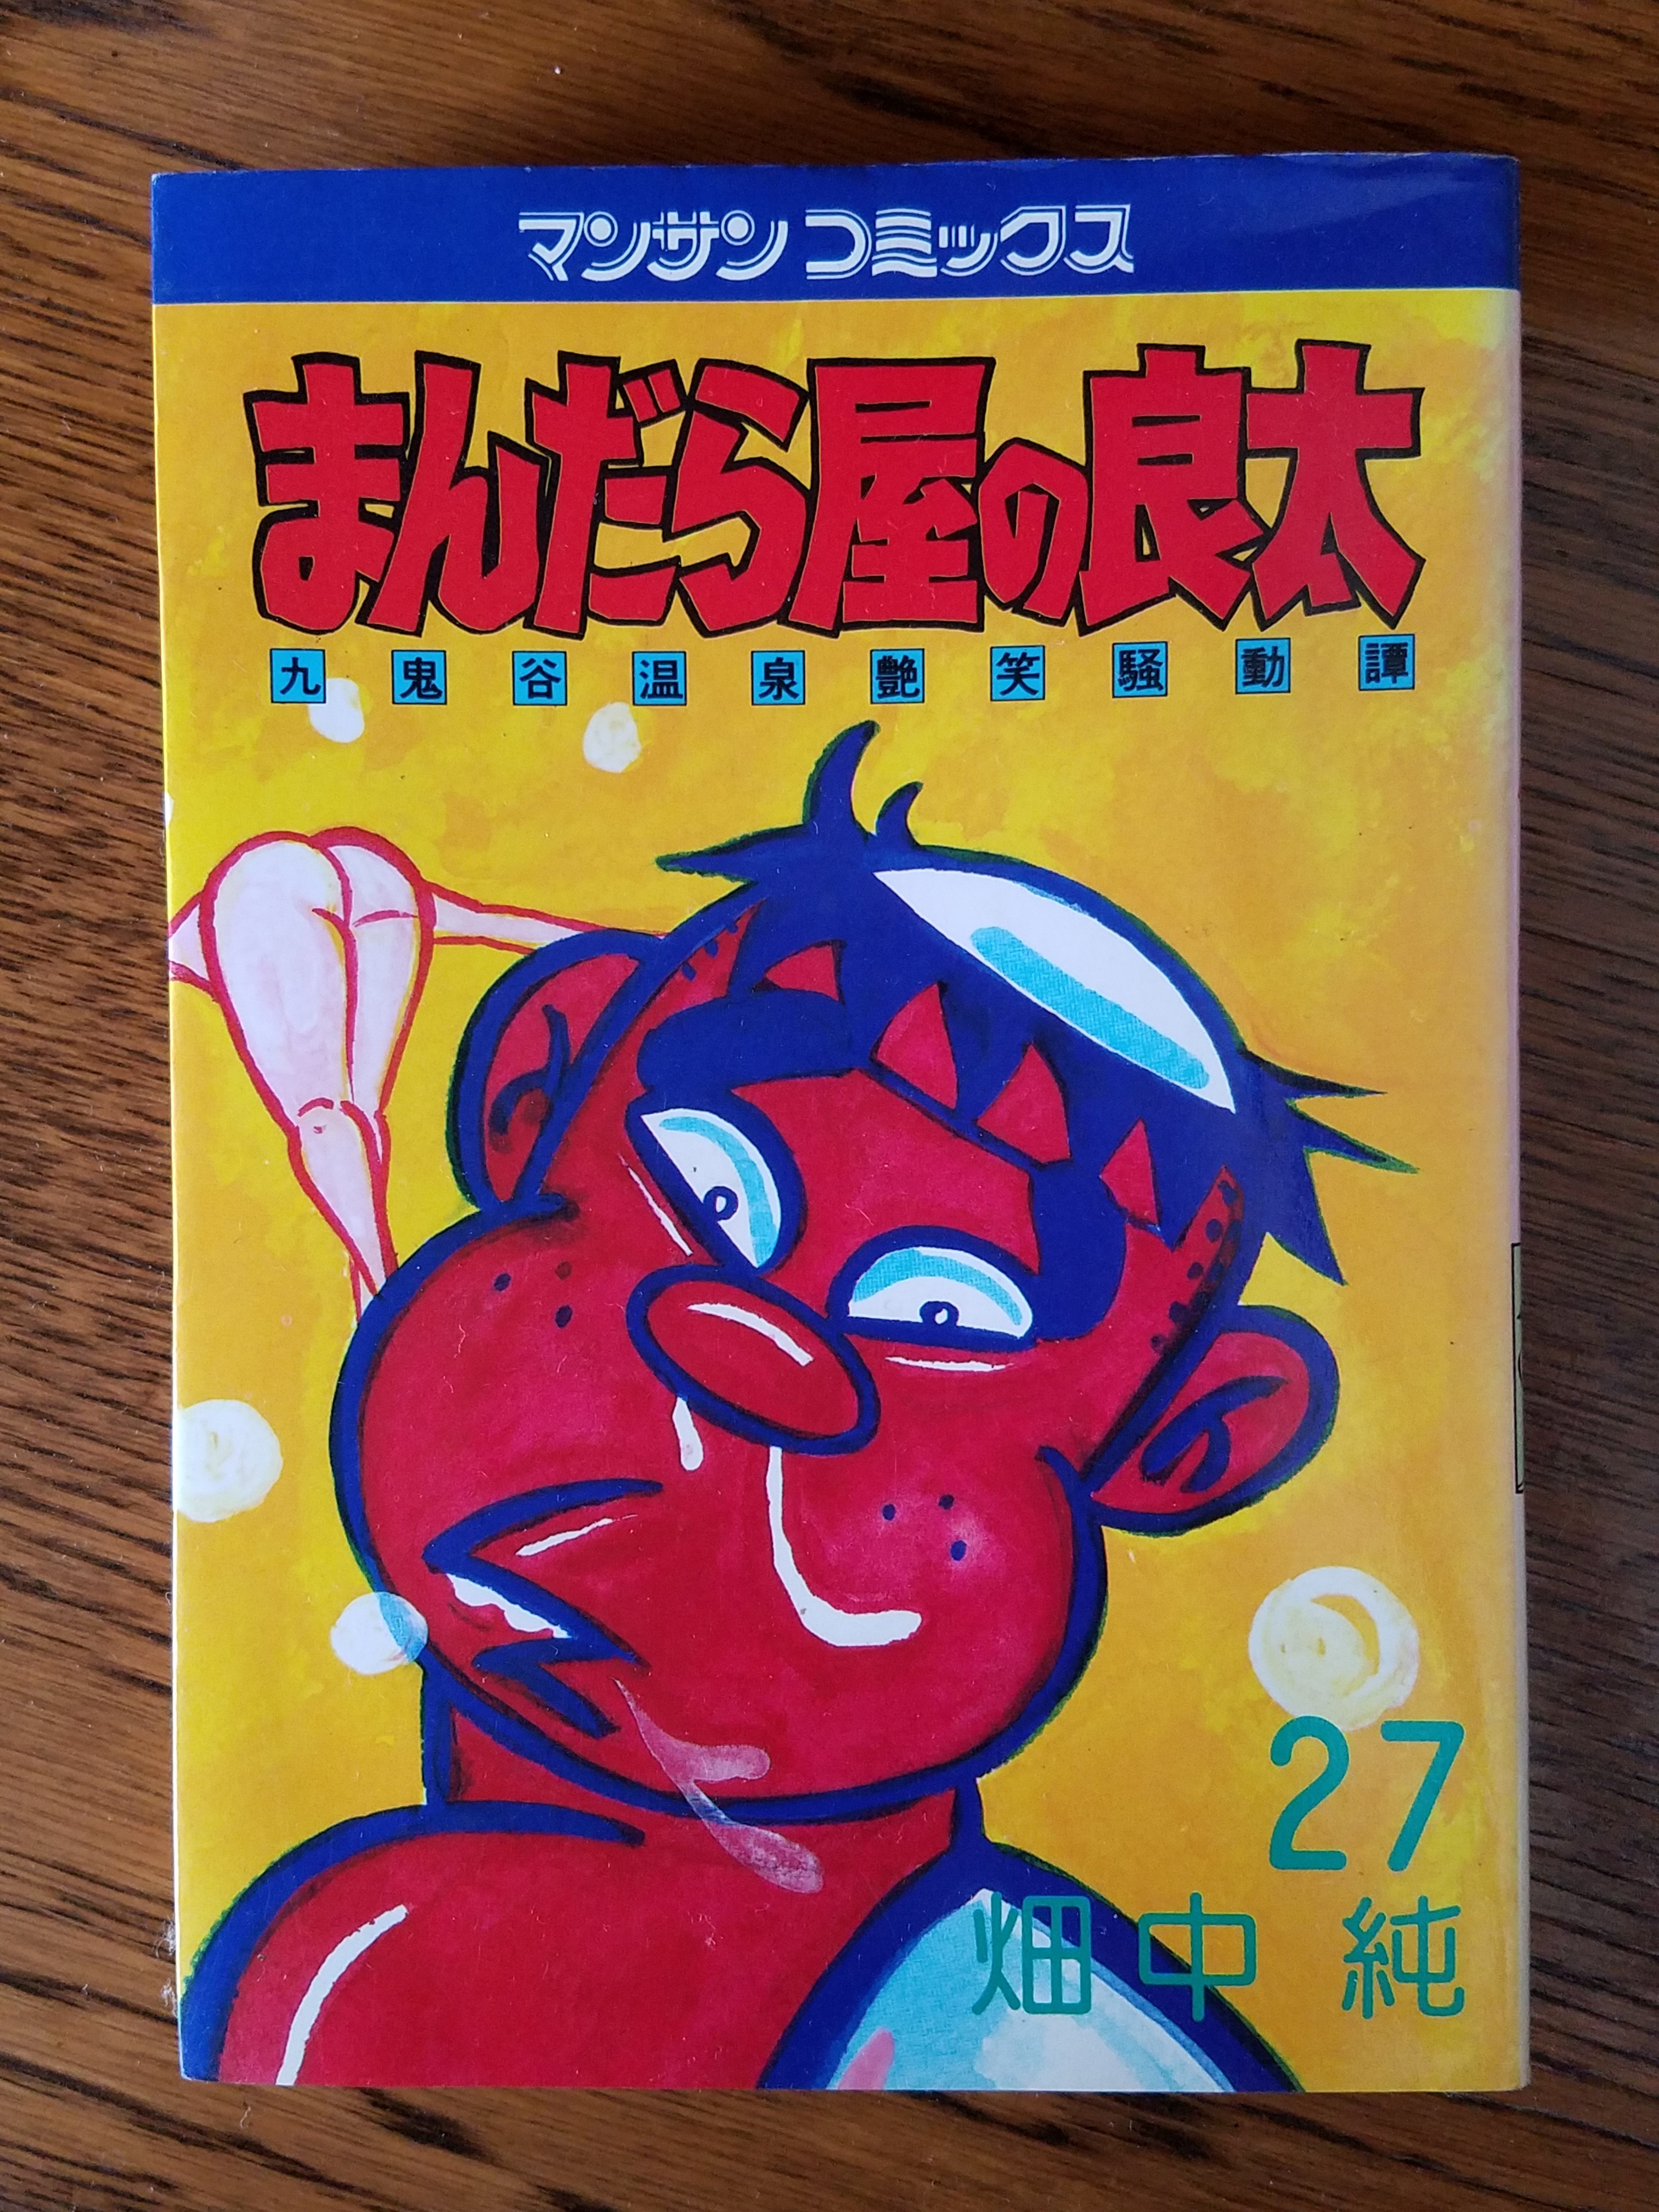 マンサンコミックス
まんだら屋の良太
九鬼谷温泉艶笑騒動譚
27
畑中純